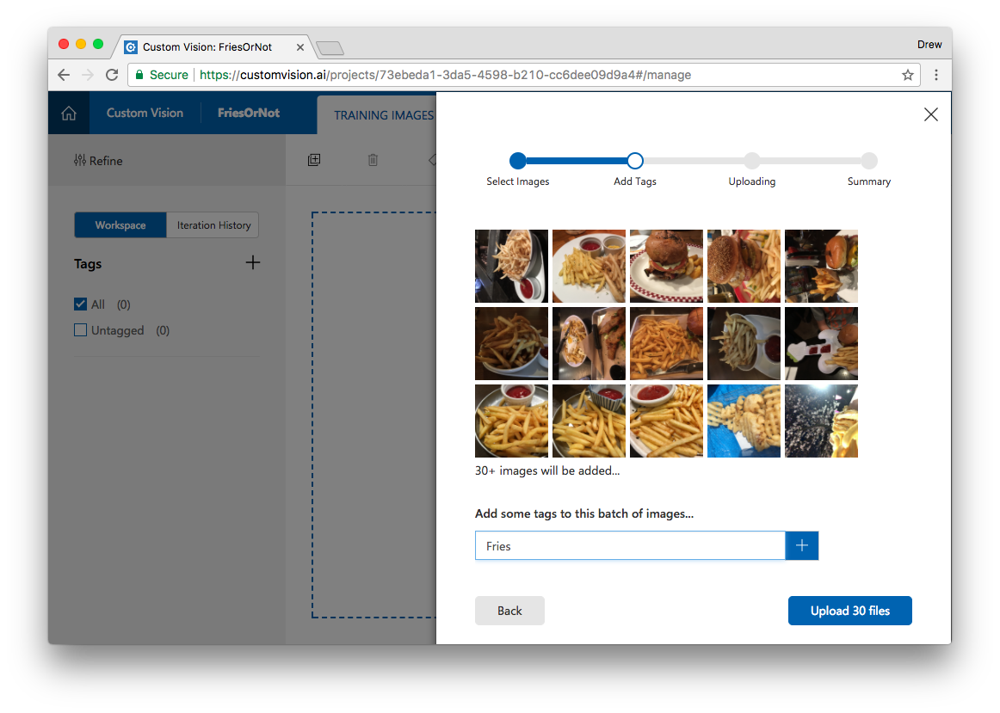 Custom Vision: FriesOrNot
Drew
Secure https://customvision.ai/projects/73ebeda1-3da5-4598-b210-cc6dee09d9a4#/manage
Custom Vision FriesOrNot TRAINING IMAGES
Refine
Workspace Iteration History
Tags
All (0)
Untagged (0)
Select Images Add Tags Uploading Summary
30+ images will be added...
Add some tags to this batch of images...
Fries
Back Upload 30 files